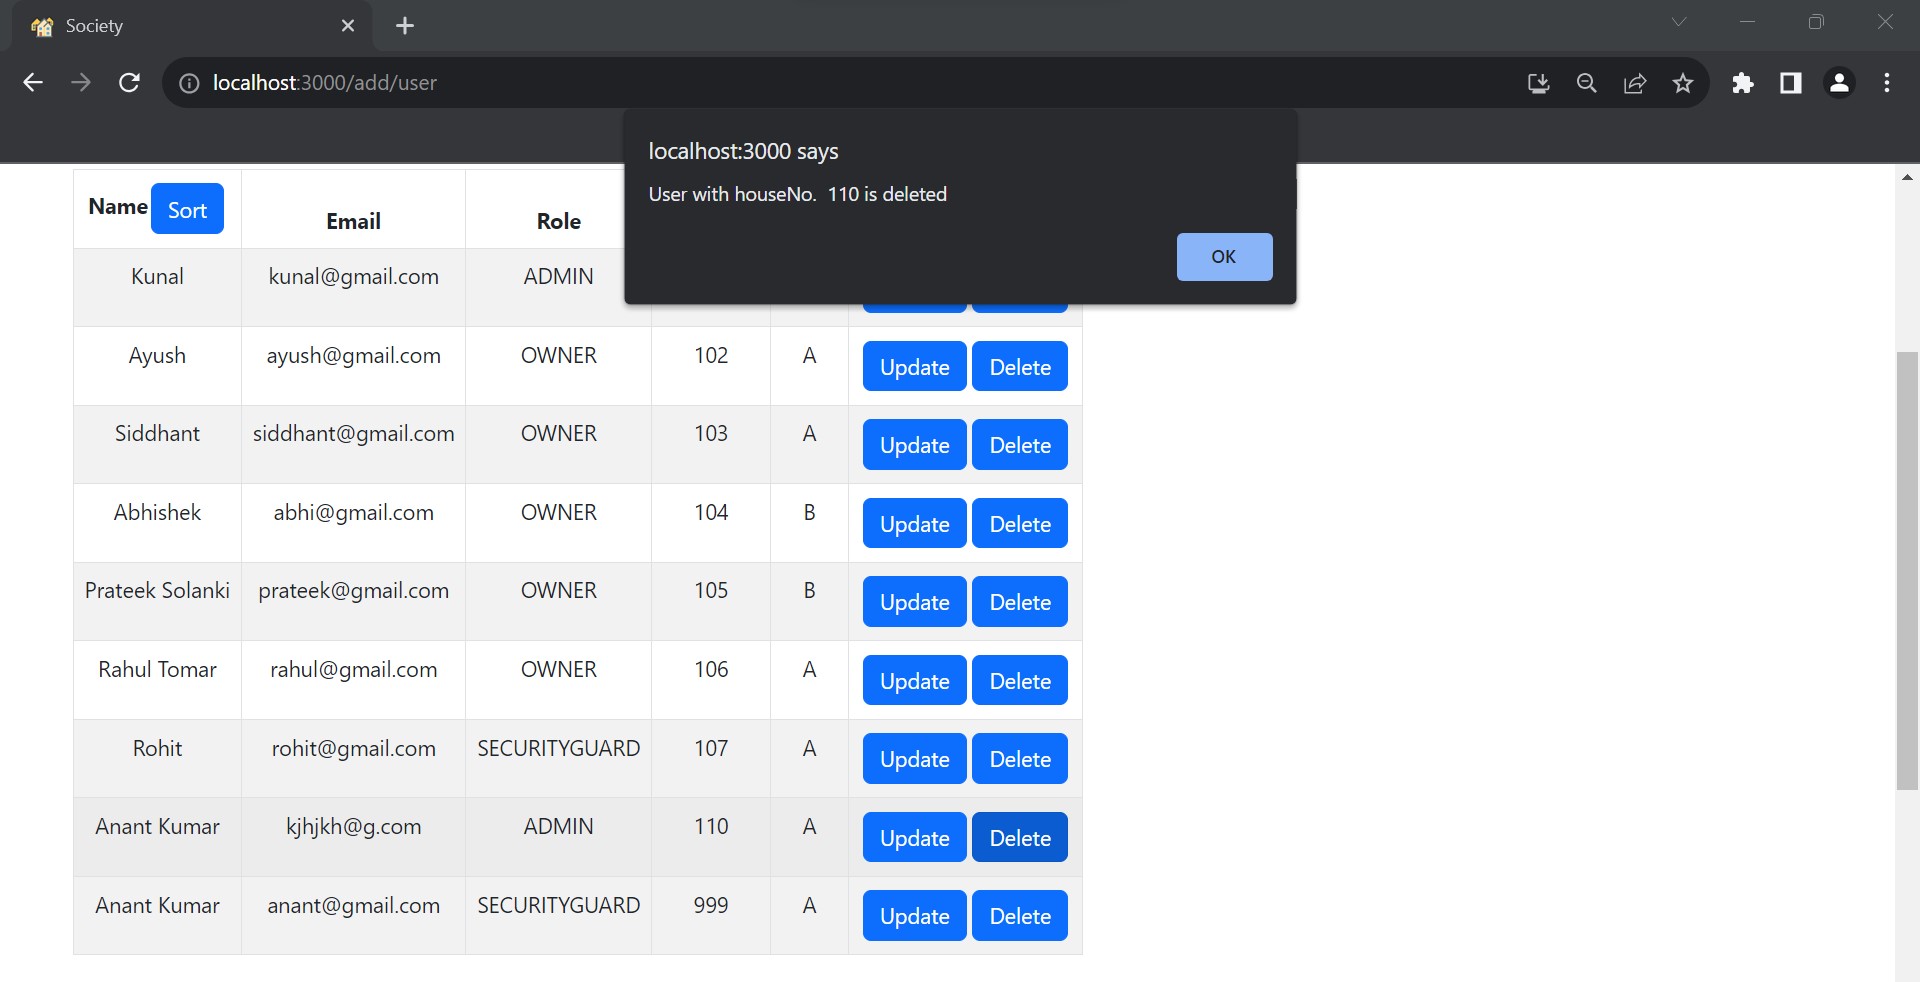 Society
localhost:3000/add/user
localhost:3000 says
User with houseNo. 110 is deleted
OK
Name Sort Email Role
Kunal kunal@gmail.com ADMIN
Ayush ayush@gmail.com OWNER 102 A Update Delete
Siddhant siddhant@gmail.com OWNER 103 A Update Delete
Abhishek abhi@gmail.com OWNER 104 B Update Delete
Prateek Solanki prateek@gmail.com OWNER 105 B Update Delete
Rahul Tomar rahul@gmail.com OWNER 106 A Update Delete
Rohit rohit@gmail.com SECURITYGUARD 107 A Update Delete
Anant Kumar kjhjkh@g.com ADMIN 110 A Update Delete
Anant Kumar anant@gmail.com SECURITYGUARD 999 A Update Delete